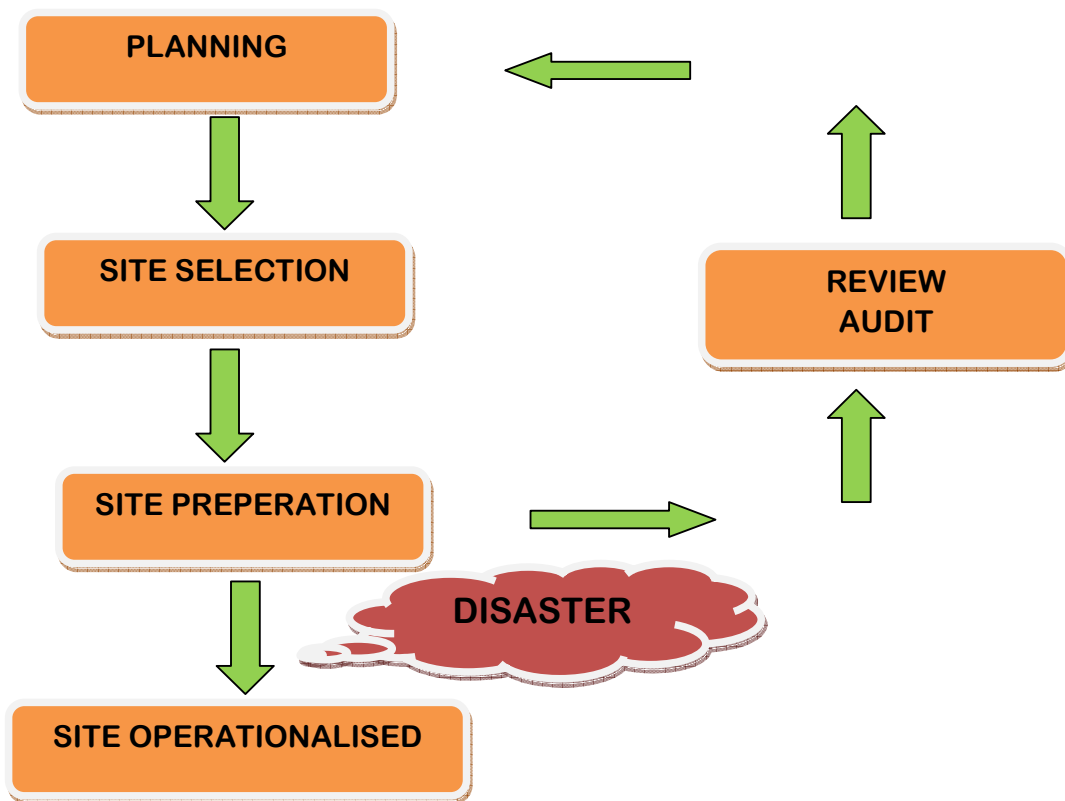 PLANNING
SITE SELECTION
REVIEW
AUDIT
SITE PREPERATION
DISASTER
SITE OPERATIONALISED